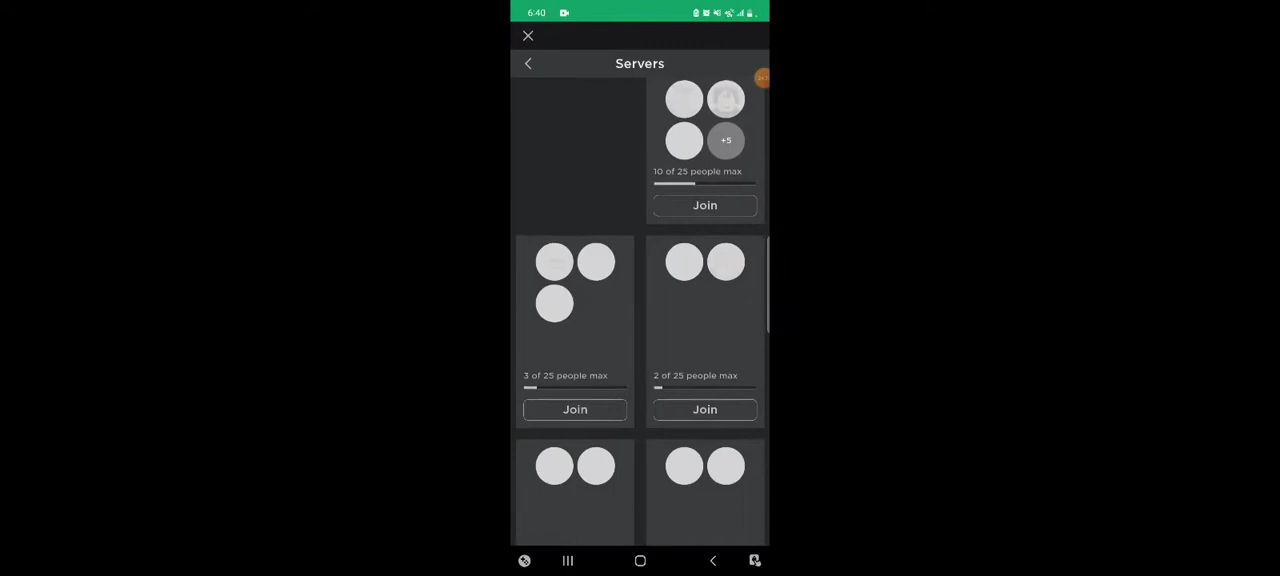 6:40
Servers
+5
10 of 25 people max
Join
3 of 25 people max
2 of 25 people max
Join
Join